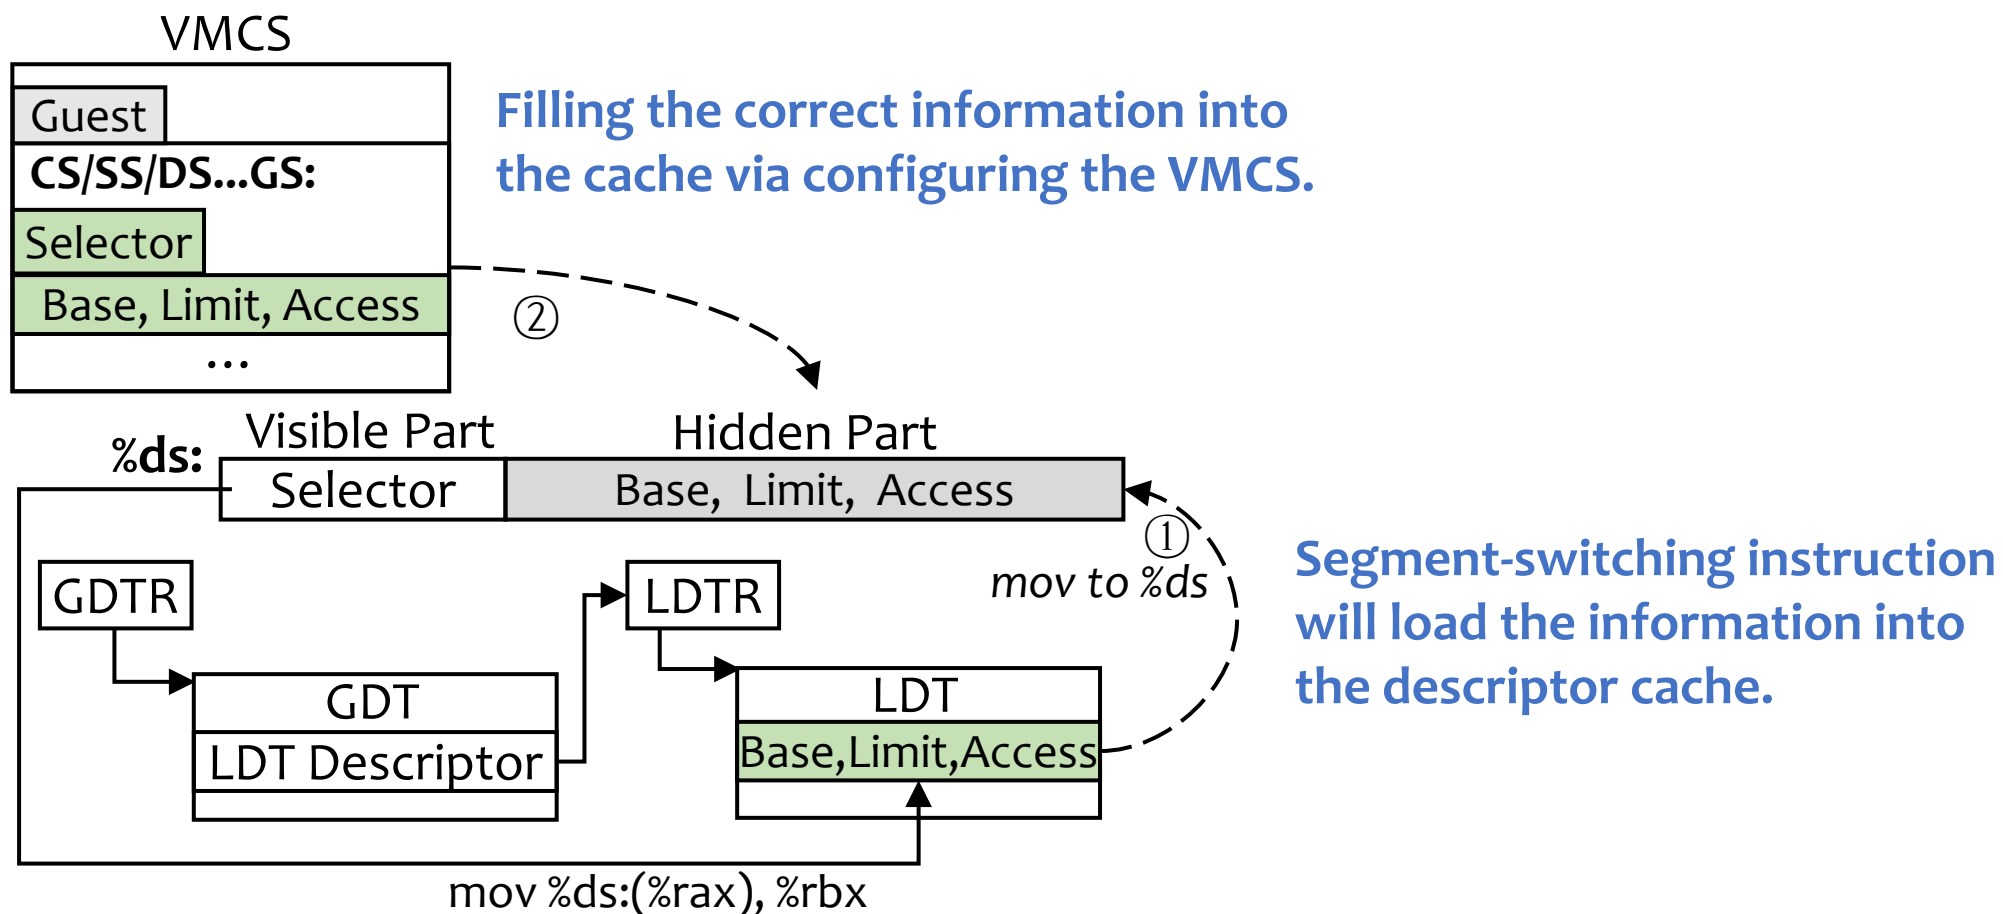 VMCS
Guest
CS/SS/DS...GS:
Selector
Base, Limit, Access
...
Filling the correct information into
the cache via configuring the VMCS.
②
Visible Part
Hidden Part
%ds:
Selector
Base, Limit, Access
①
mov to %ds
Segment-switching instruction
will load the information into
the descriptor cache.
GDTR
LDTR
GDT
LDT Descriptor
LDT
Base,Limit,Access
mov %ds:(%rax), %rbx